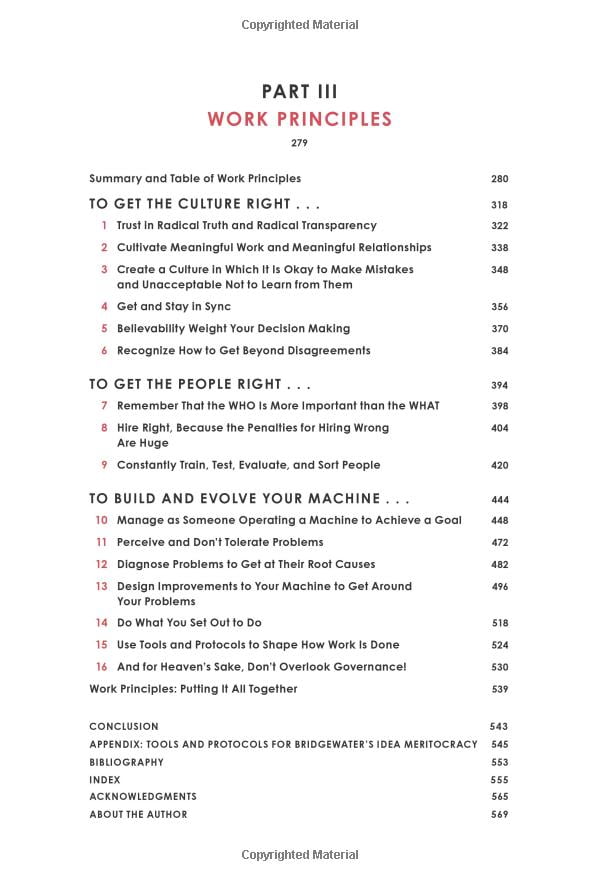 Copyrighted Material
PART III
WORK PRINCIPLES
279
Summary and Table of Work Principles 280
TO GET THE CULTURE RIGHT . . . 318
1 Trust in Radical Truth and Radical Transparency 322
2 Cultivate Meaningful Work and Meaningful Relationships 338
3 Create a Culture in Which It Is Okay to Make Mistakes 348
and Unacceptable Not to Learn from Them
4 Get and Stay in Sync 356
5 Believability Weight Your Decision Making 370
6 Recognize How to Get Beyond Disagreements 384
TO GET THE PEOPLE RIGHT . . . 394
7 Remember That the WHO Is More Important than the WHAT 398
8 Hire Right, Because the Penalties for Hiring Wrong 404
Are Huge
9 Constantly Train, Test, Evaluate, and Sort People 420
TO BUILD AND EVOLVE YOUR MACHINE . . . 444
10 Manage as Someone Operating a Machine to Achieve a Goal 448
11 Perceive and Don't Tolerate Problems 472
12 Diagnose Problems to Get at Their Root Causes 482
13 Design Improvements to Your Machine to Get Around 496
Your Problems
14 Do What You Set Out to Do 518
15 Use Tools and Protocols to Shape How Work Is Done 524
16 And for Heaven's Sake, Don't Overlook Governance! 530
Work Principles: Putting It All Together 539
CONCLUSION 543
APPENDIX: TOOLS AND PROTOCOLS FOR BRIDGEWATER'S IDEA MERITOCRACY 545
BIBLIOGRAPHY 553
INDEX 555
ACKNOWLEDGMENTS 565
ABOUT THE AUTHOR 569
Copyrighted Material